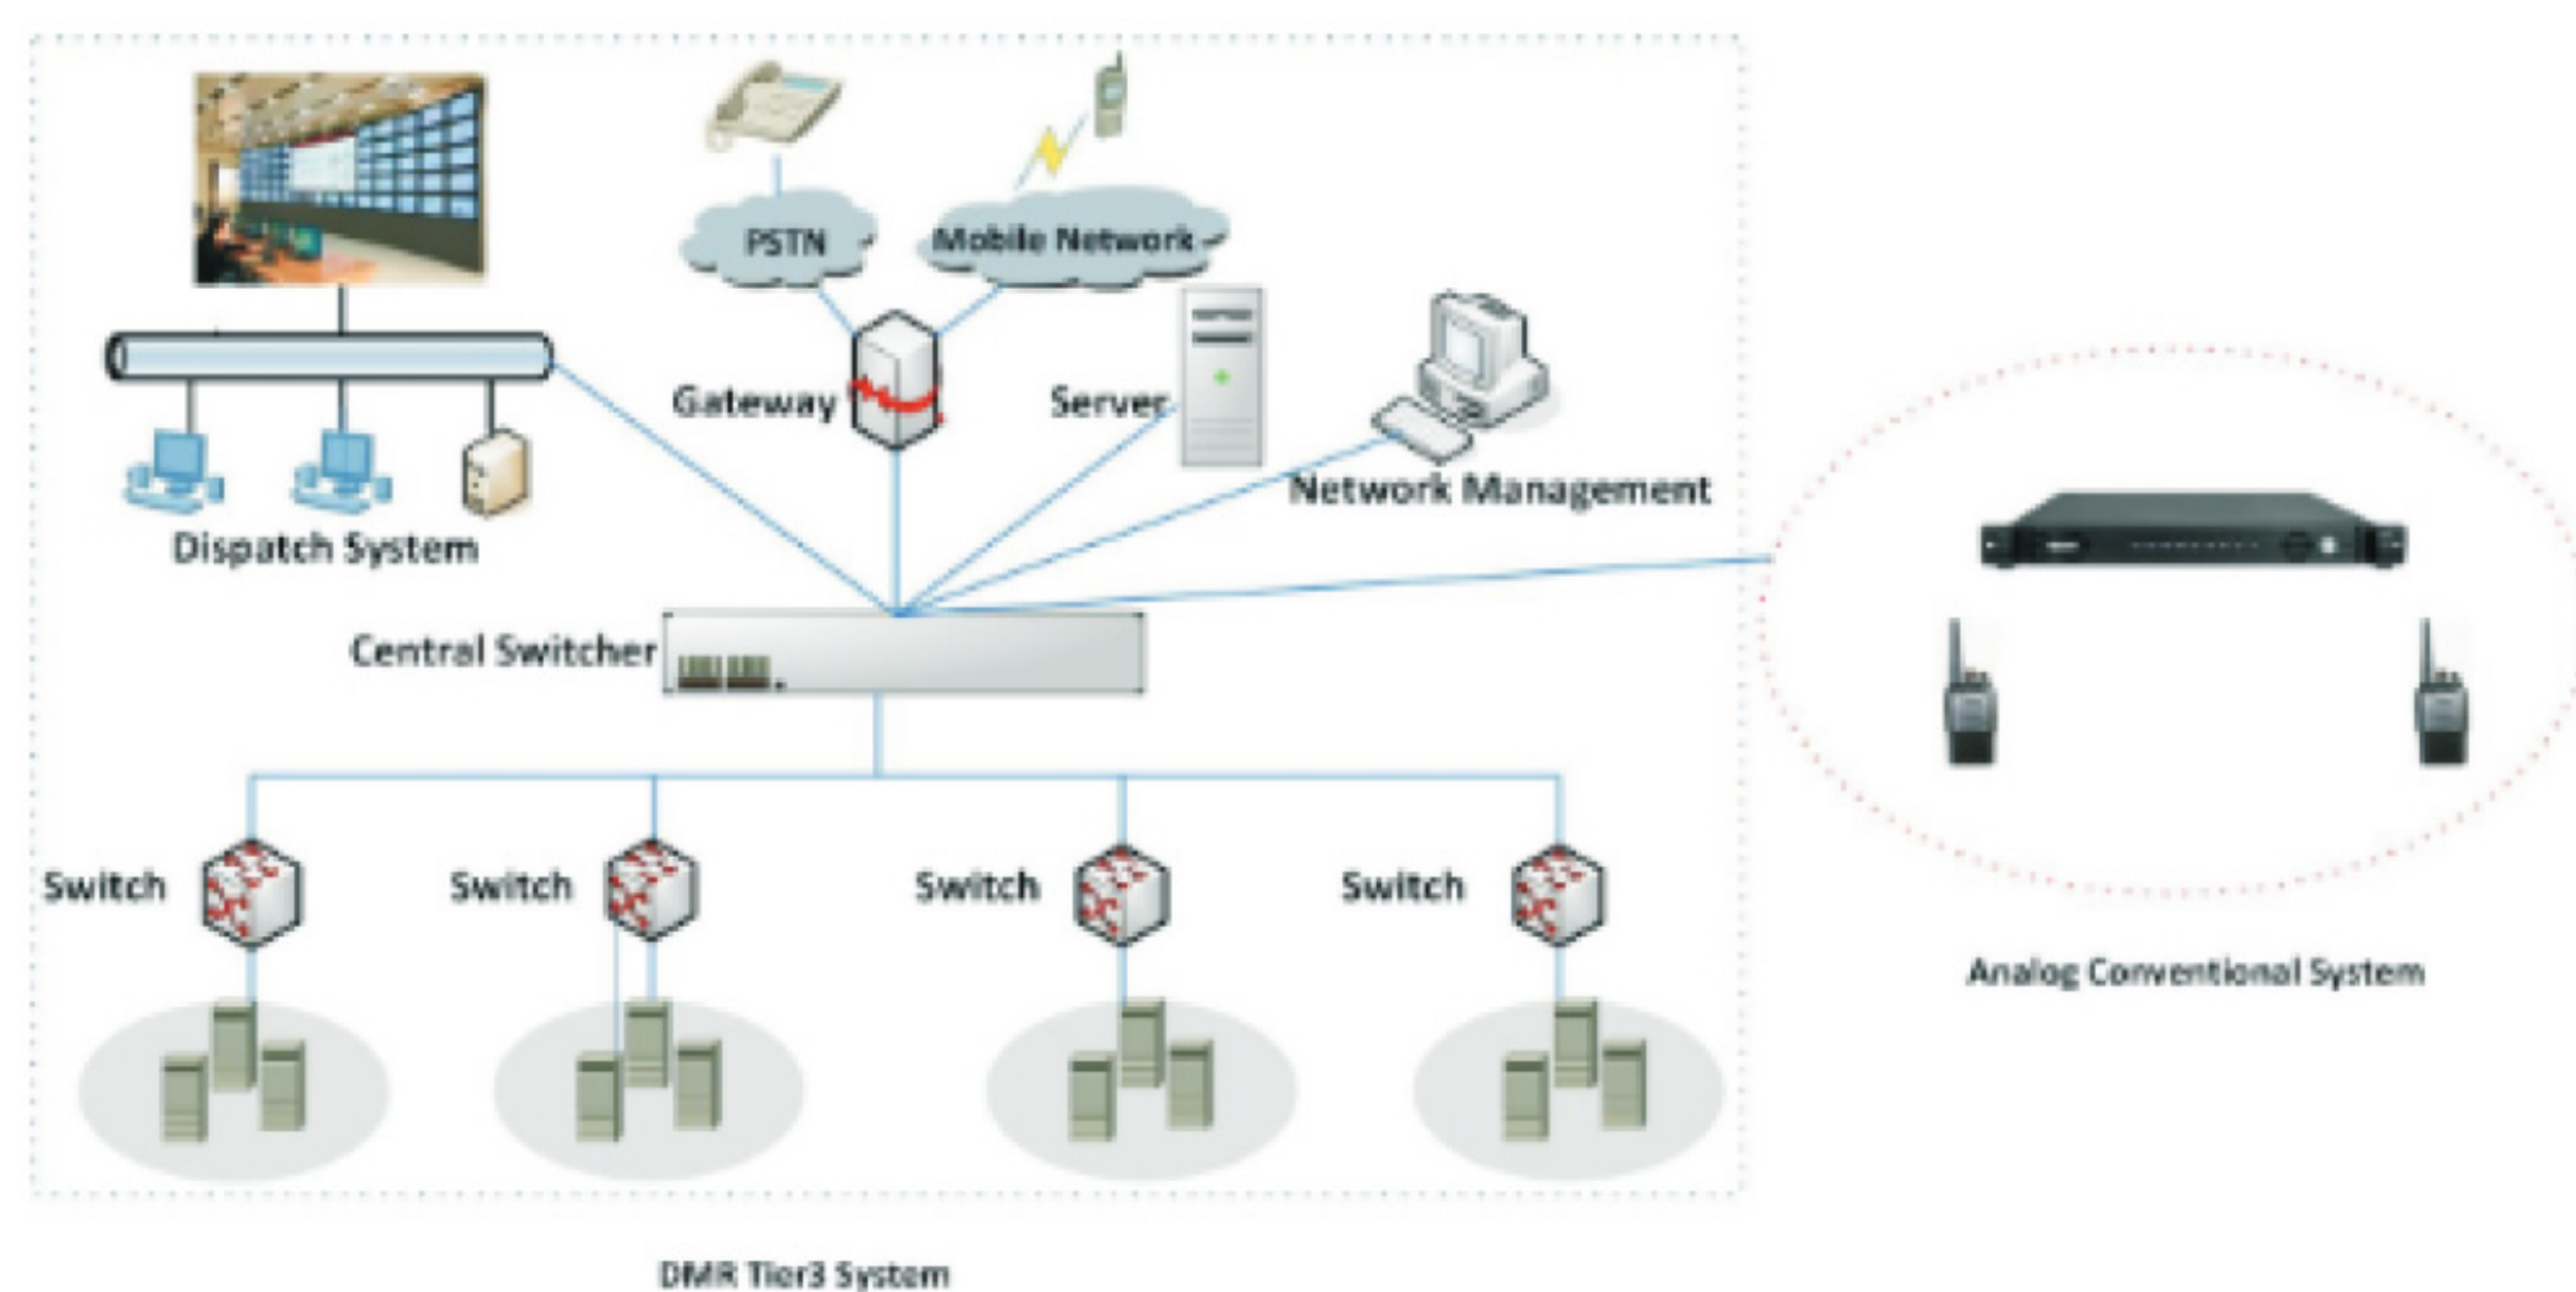 PSTN
Mobile Network
Gateway
Server
Network Management
Dispatch System
Central Switcher
Switch
Switch
Switch
Switch
Analog Conventional System
DMR Tier3 System